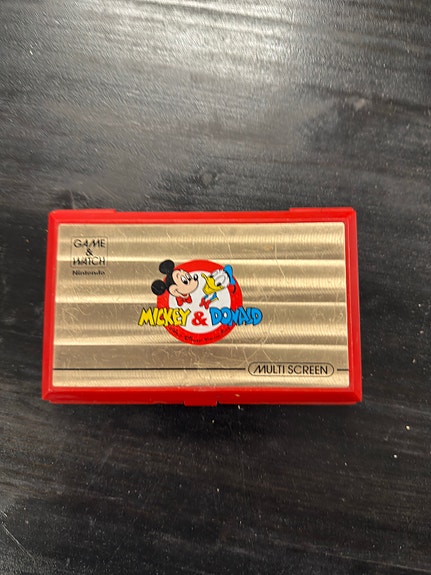 GAME
&
WATCH
Nintendo
MICKEY & DONALD
MULTI SCREEN